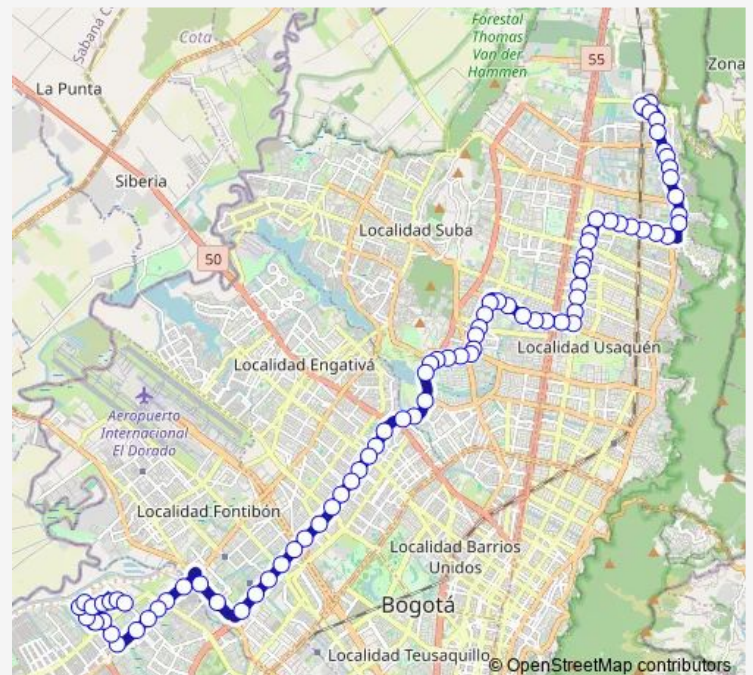 Forestal
Thomas
Van der
Hammen
Sabana C
Cota
55
Zona
La Punta
Siberia
50
Localidad Suba
Localidad Engativá
Localidad Usaquén
Aeropuerto
Internacional
El Dorado
Localidad Fontibón
Localidad Barrios
Unidos
Bogotá
Localidad Teusaquillo
© OpenStreetMap contributors